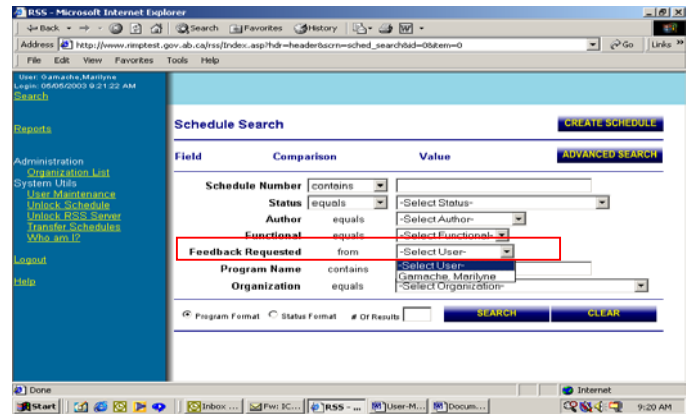 RSS - Microsoft Internet Explorer
Back Search Favorites History
Address http://www.rimptest.gov.ab.ca/rss/Index.asp?hdr=header&scrn=sched_search&id=0&item=0 Go Links »
File Edit View Favorites Tools Help
User: Gamache,Marilyne
Login: 05/05/2003 9:21:22 AM
Search
Reports
Administration
Organization List
System Utils
User Maintenance
Unlock Schedule
Unlock RSS Server
Transfer Schedules
Who am I?
Logout
Help
Schedule Search CREATE SCHEDULE
Field Comparison Value ADVANCED SEARCH
Schedule Number contains
Status equals -Select Status-
Author equals -Select Author-
Functional equals -Select Functional-
Feedback Requested from -Select User-
-Select User-
Gamache, Marilyne
Program Name contains
Organization equals -Select Organization-
Program Format Status Format # Of Results SEARCH CLEAR
Done Internet
Start Inbox ... Fw: IC... RSS - ... User-M... Docum... 9:20 AM